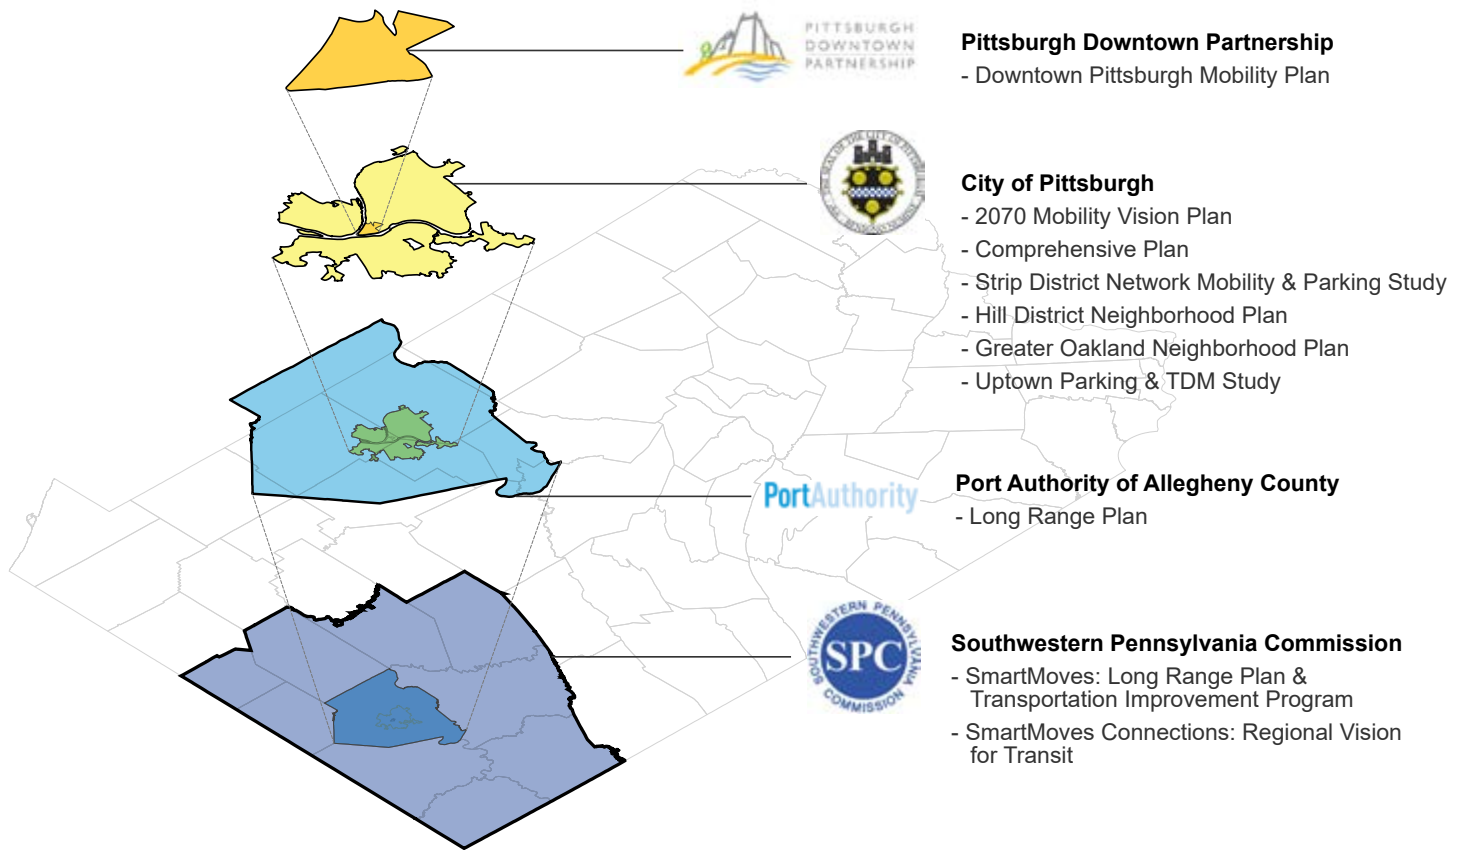 PITTSBURGH
DOWNTOWN
PARTNERSHIP
Pittsburgh Downtown Partnership
- Downtown Pittsburgh Mobility Plan
City of Pittsburgh
- 2070 Mobility Vision Plan
- Comprehensive Plan
- Strip District Network Mobility & Parking Study
- Hill District Neighborhood Plan
- Greater Oakland Neighborhood Plan
- Uptown Parking & TDM Study
PortAuthority
Port Authority of Allegheny County
- Long Range Plan
SOUTHWESTERN PENNSYLVANIA
SPC
COMMISSION
Southwestern Pennsylvania Commission
- SmartMoves: Long Range Plan &
Transportation Improvement Program
- SmartMoves Connections: Regional Vision
for Transit